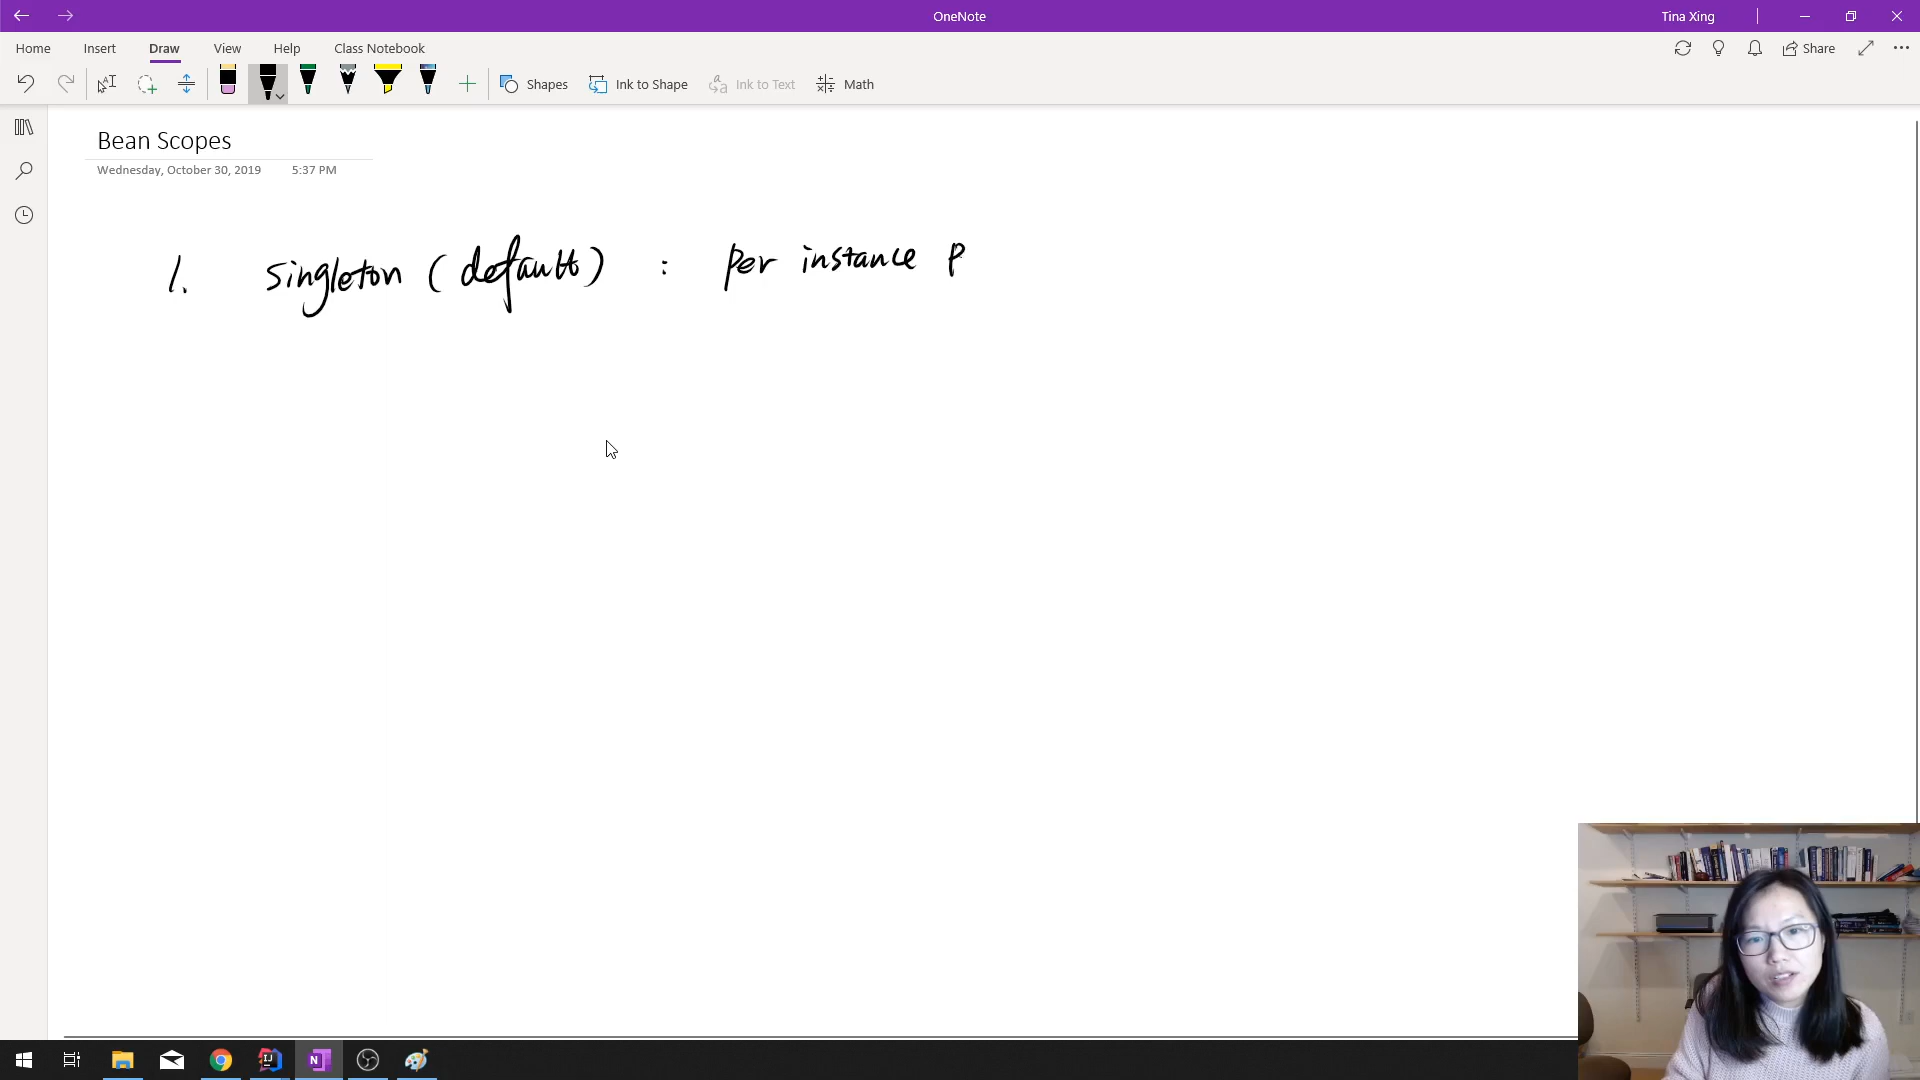 OneNote
Tina Xing
Home Insert Draw View Help Class Notebook
Share
Shapes Ink to Shape Ink to Text Math
Bean Scopes
Wednesday, October 30, 2019 5:37 PM
1. singleton (default) : per instance p